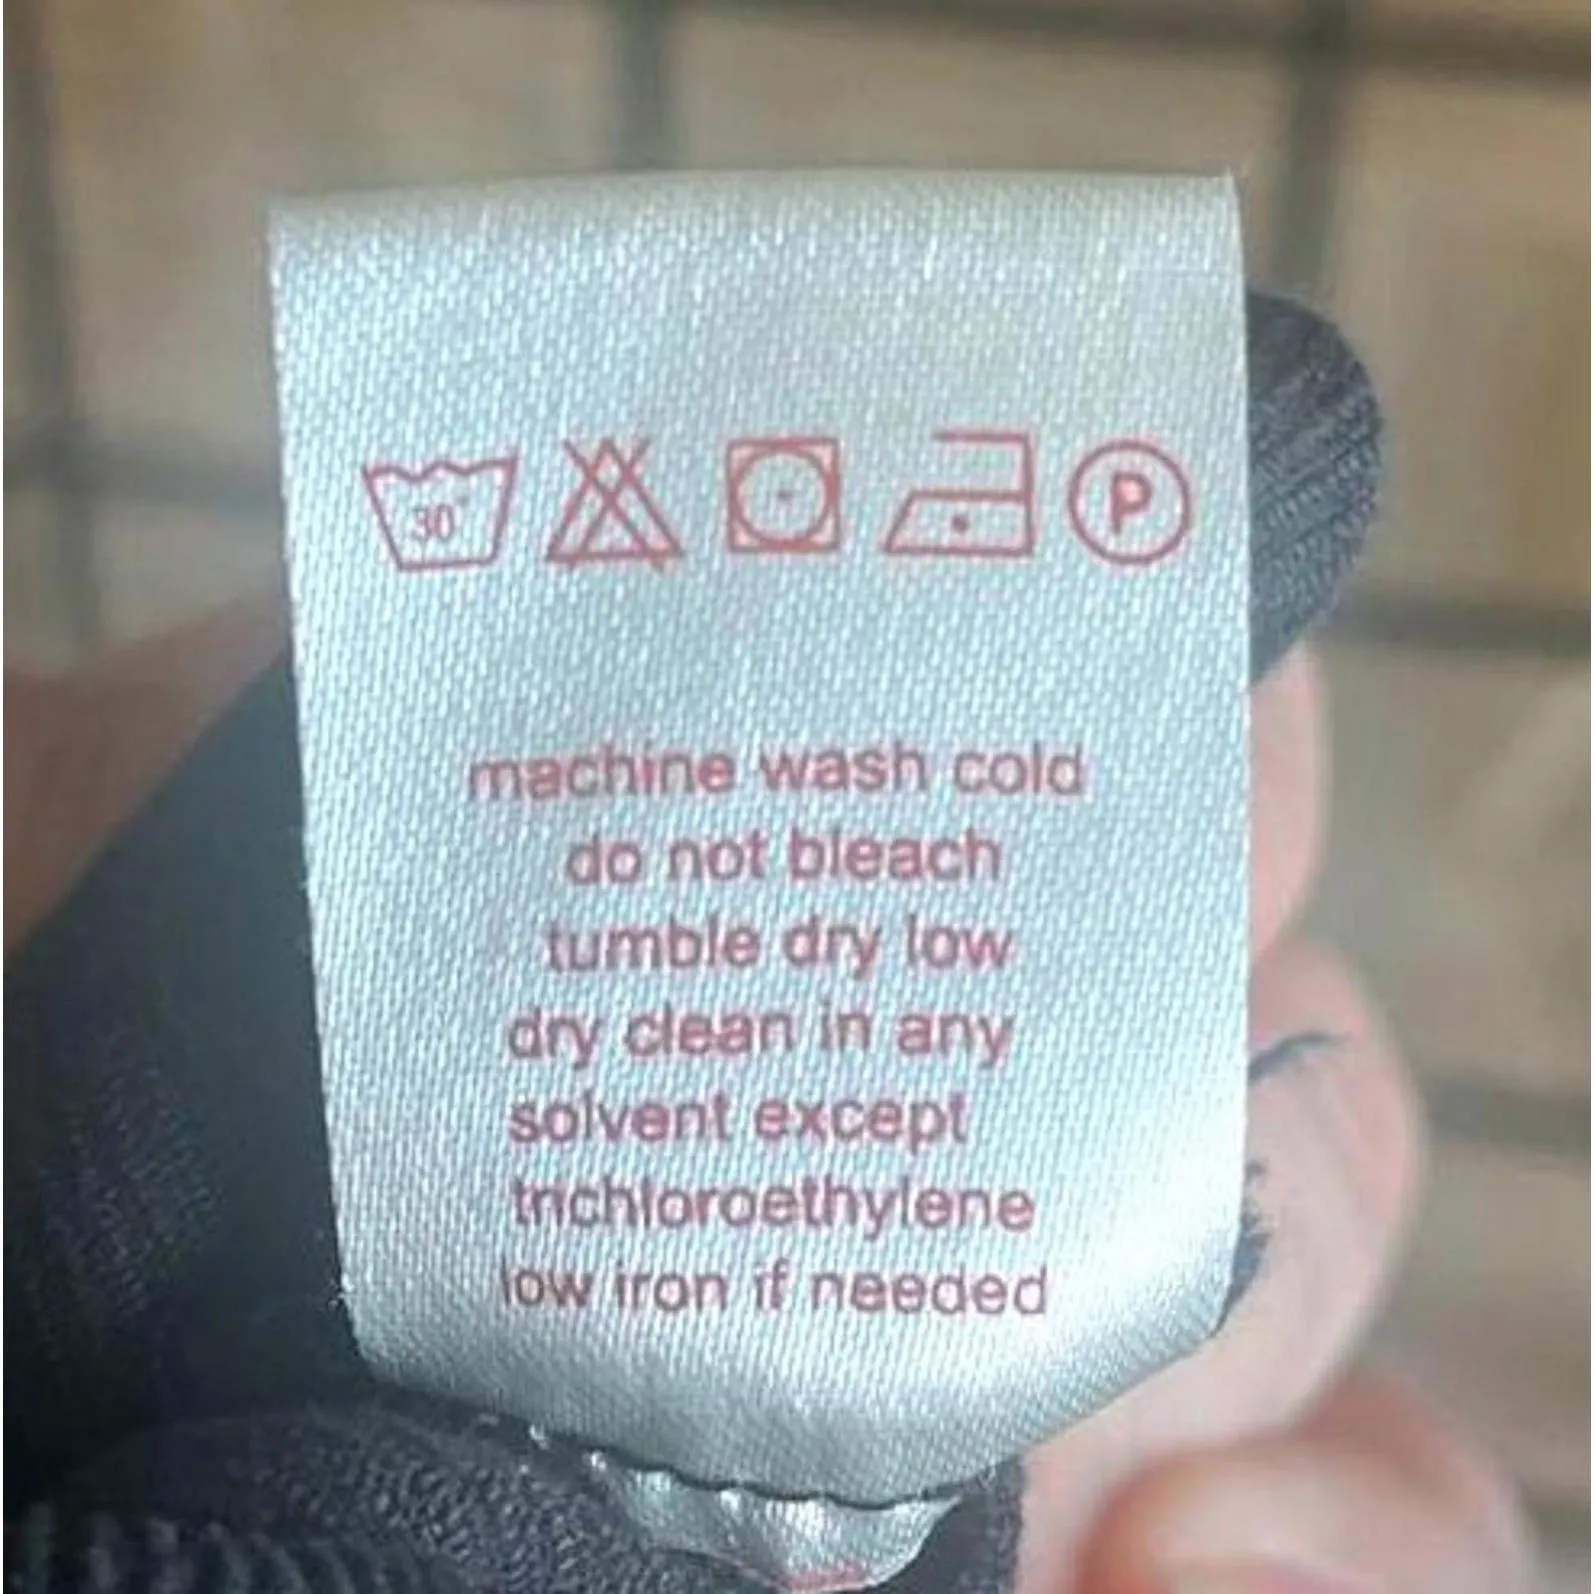 30°
P
machine wash cold
do not bleach
tumble dry low
dry clean in any
solvent except
trichloroethylene
low iron if needed